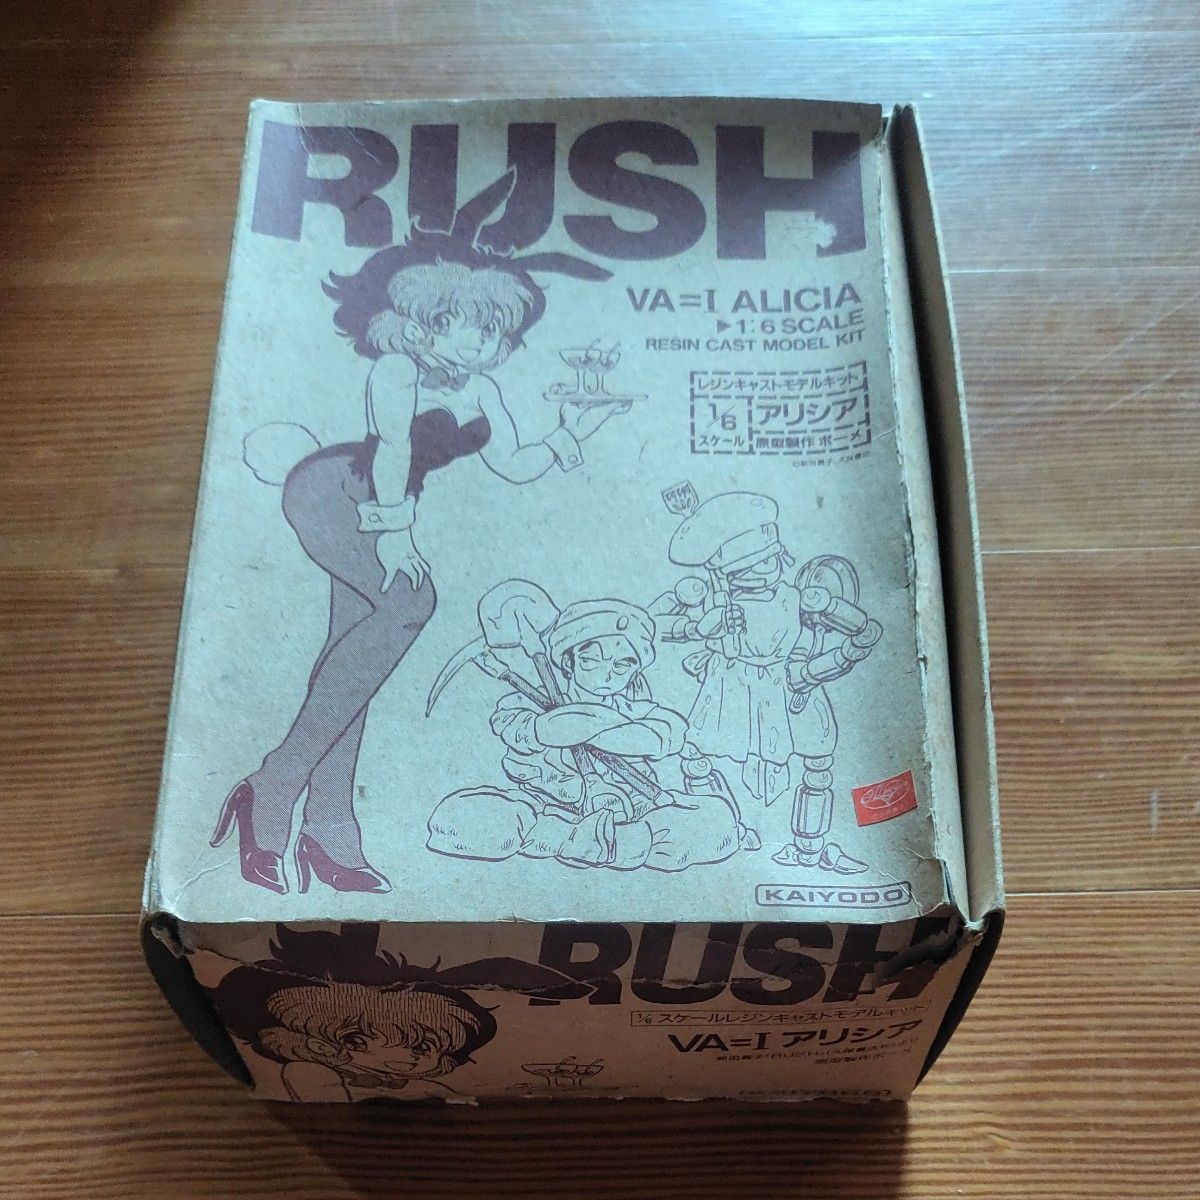 RUSH
VA=I ALICIA
▶1:6 SCALE
RESIN CAST MODEL KIT
レジンキャストモデルキット
1/6 アリシア
スケール 原型製作 ボーメ
KAIYODO
RUSH
1/6スケールレジンキャストモデルキット
VA=I アリシア
原型製作ボーメ